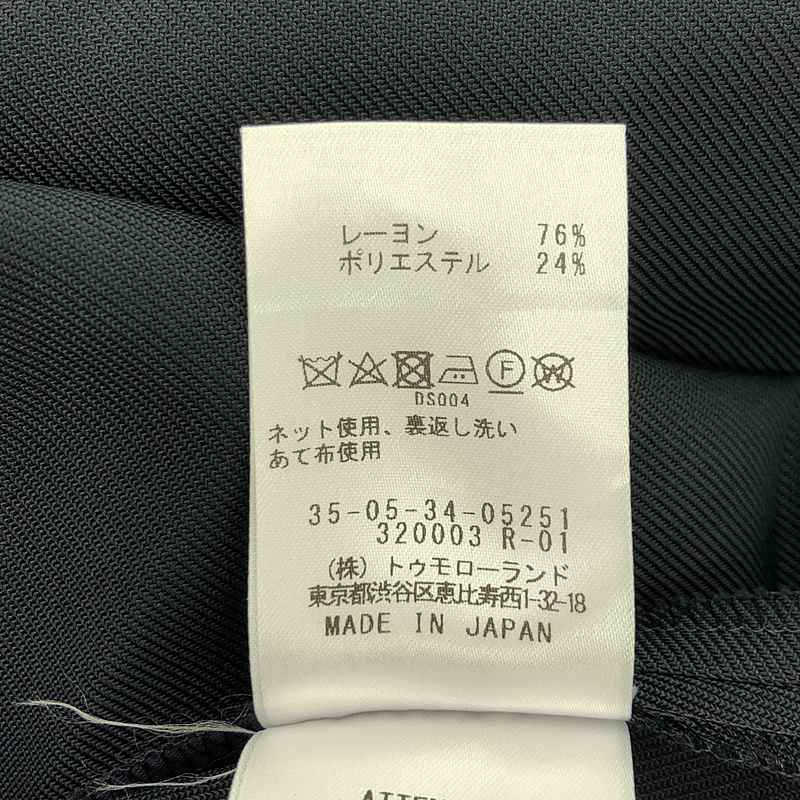 レーヨン 76%
ポリエステル 24%
F W
DS004
ネット使用、裏返し洗い
あて布使用
35-05-34-05251
320003 R-01
(株) トゥモローランド
東京都渋谷区恵比寿西1-32-18
MADE IN JAPAN